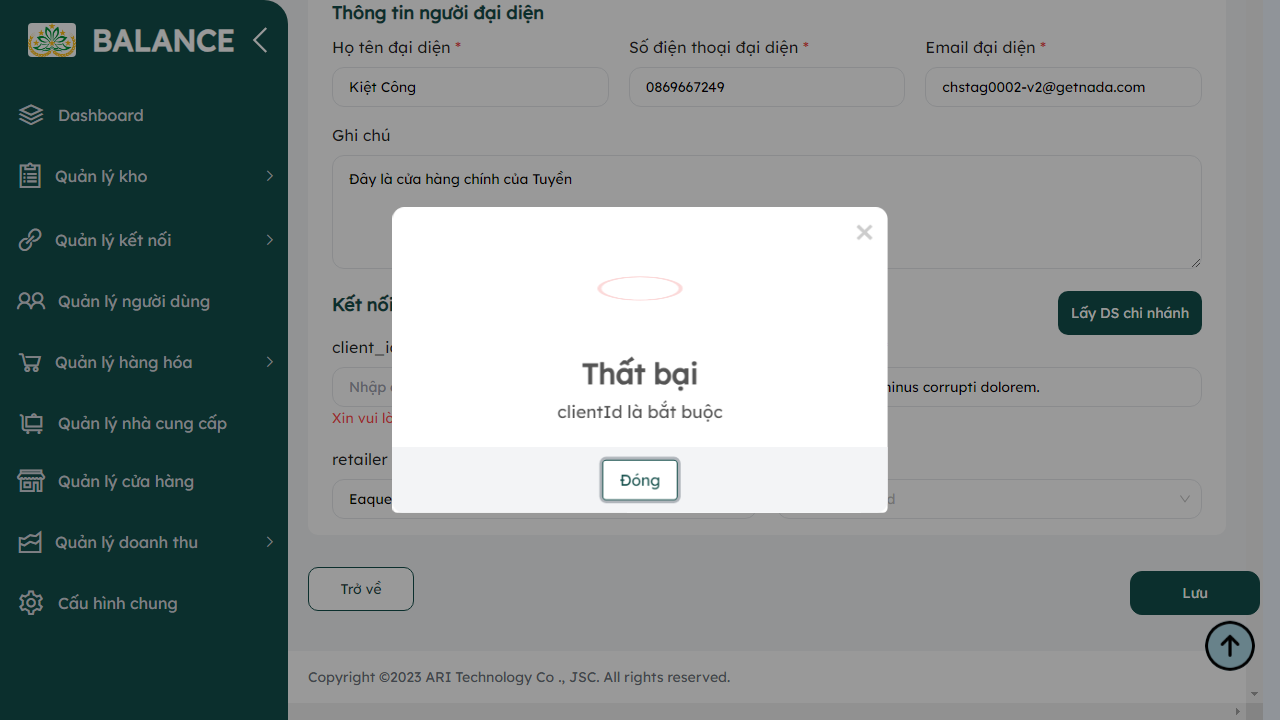 BALANCE
Dashboard
Quản lý kho
Quản lý kết nối
Quản lý người dùng
Quản lý hàng hóa
Quản lý nhà cung cấp
Quản lý cửa hàng
Quản lý doanh thu
Cấu hình chung
Thông tin người đại diện
Họ tên đại diện *
Số điện thoại đại diện *
Email đại diện *
Kiệt Công
0869667249
chstag0002-v2@getnada.com
Ghi chú
Đây là cửa hàng chính của Tuyền
Kết nối
Lấy DS chi nhánh
Nhập
corrupti dolorem.
Xin vui
retailer
Eaque
Thất bại
clientId là bắt buộc
Đóng
Trở về
Lưu
Copyright ©2023 ARI Technology Co ., JSC. All rights reserved.